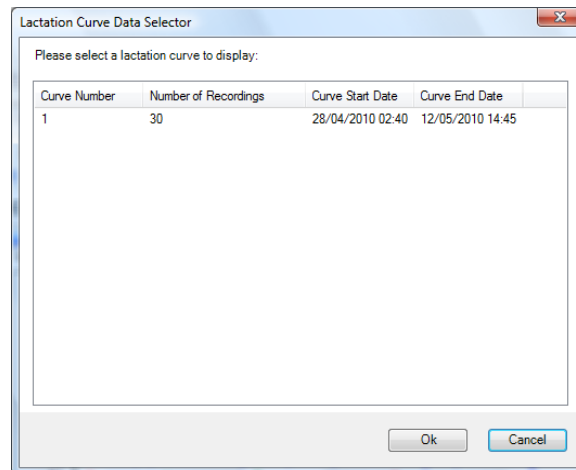 Lactation Curve Data Selector
Please select a lactation curve to display:
Curve Number Number of Recordings Curve Start Date Curve End Date
1 30 28/04/2010 02:40 12/05/2010 14:45
Ok Cancel